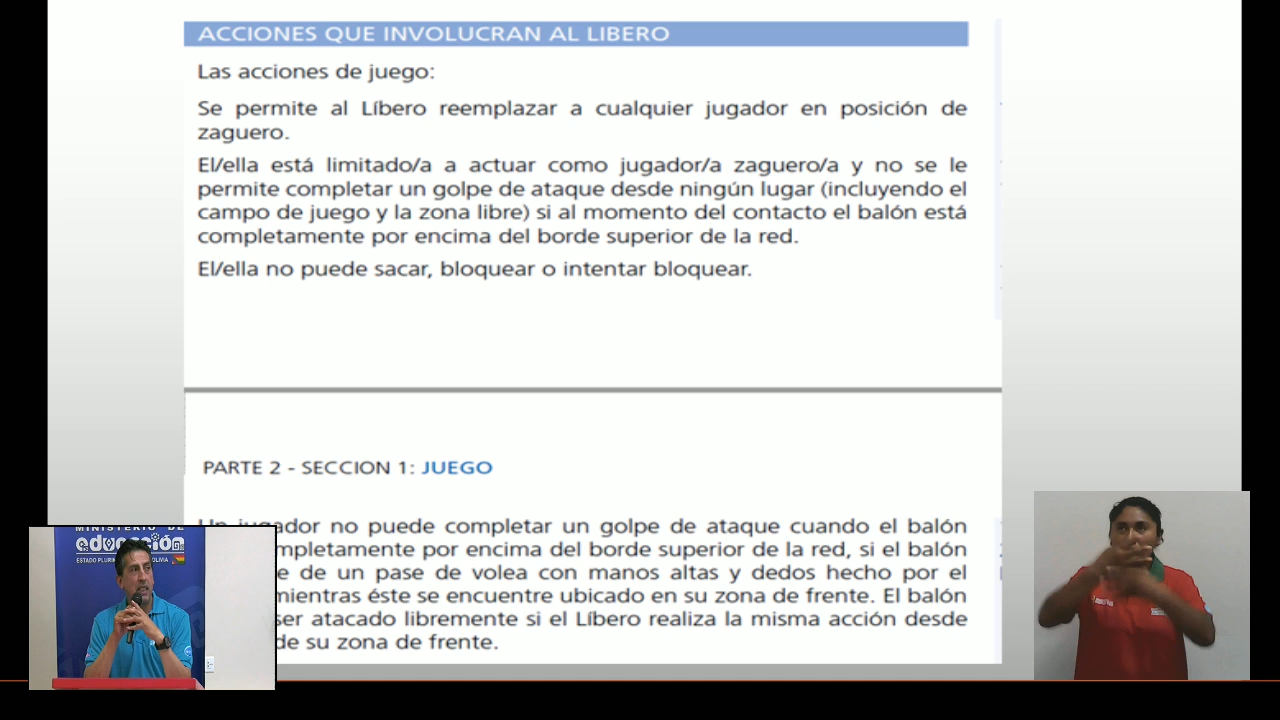 ACCIONES QUE INVOLUCRAN AL LIBERO
Las acciones de juego:
Se permite al Líbero reemplazar a cualquier jugador en posición de
zaguero.
El/ella está limitado/a a actuar como jugador/a zaguero/a y no se le
permite completar un golpe de ataque desde ningún lugar (incluyendo el
campo de juego y la zona libre) si al momento del contacto el balón está
completamente por encima del borde superior de la red.
El/ella no puede sacar, bloquear o intentar bloquear.
PARTE 2 - SECCION 1: JUEGO
Un jugador no puede completar un golpe de ataque cuando el balón
mpletamente por encima del borde superior de la red, si el balón
e de un pase de volea con manos altas y dedos hecho por el
mientras éste se encuentre ubicado en su zona de frente. El balón
ser atacado libremente si el Líbero realiza la misma acción desde
de su zona de frente.
MINISTERIO DE
educación